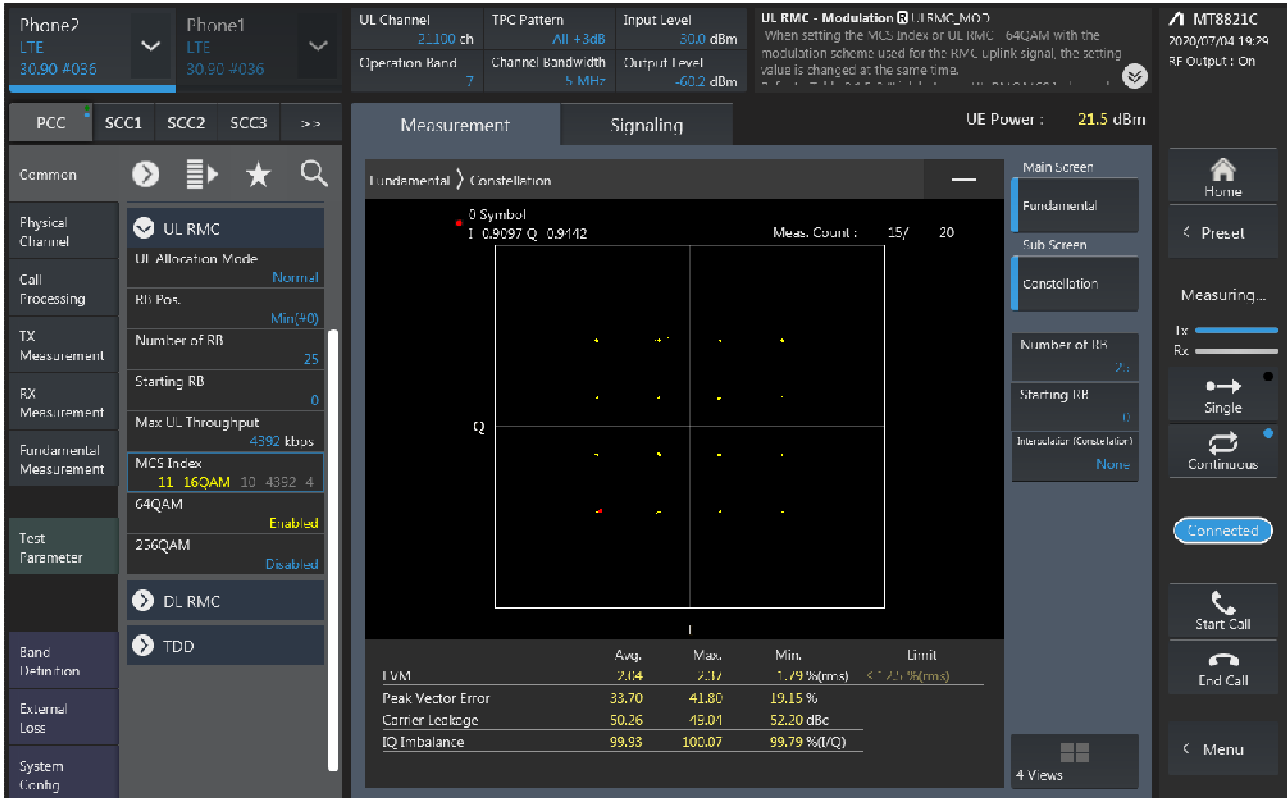 Phone2
LTE
30.90 #036
Phone1
LTE
30.90 #036
UL Channel
21100 ch
Operation Band
7
TPC Pattern
All +3dB
Channel Bandwidth
5 MHz
Input Level
30.0 dBm
Output Level
-60.2 dBm
UL RMC - Modulation R ULRMC_MOD
When setting the MCS Index or UL RMC 64QAM with the
modulation scheme used for the RMC uplink signal, the setting
value is changed at the same time.
MT8821C
2020/07/04 19:29
RF Output : On
PCC
SCC1
SCC2
SCC3
>>
Measurement
Signaling
UE Power : 21.5 dBm
Common
Physical
Channel
Call
Processing
TX
Measurement
RX
Measurement
Fundamental
Measurement
Test
Parameter
Band
Definition
External
Loss
System
Config
UL RMC
UL Allocation Mode
Normal
RB Pos.
Min(#0)
Number of RB
25
Starting RB
0
Max UL Throughput
4392 kbps
MCS Index
11 16QAM 10 4392 4
64QAM
Enabled
256QAM
Disabled
DL RMC
TDD
Fundamental > Constellation
0 Symbol
I 0.9097 Q 0.9442
Meas. Count : 15/ 20
Q
I
Avg. Max. Min. Limit
EVM 2.04 2.37 1.79 %(rms) < 12.5 %(rms)
Peak Vector Error 33.70 41.80 19.15 %
Carrier Leakage 50.26 49.04 52.20 dBc
IQ Imbalance 99.93 100.07 99.79 %(I/Q)
Main Screen
Fundamental
Sub Screen
Constellation
Number of RB
25
Starting RB
0
Interpolation (Constellation)
None
4 Views
Home
< Preset
Measuring...
Tx
Rx
Single
Continuous
Connected
Start Call
End Call
< Menu